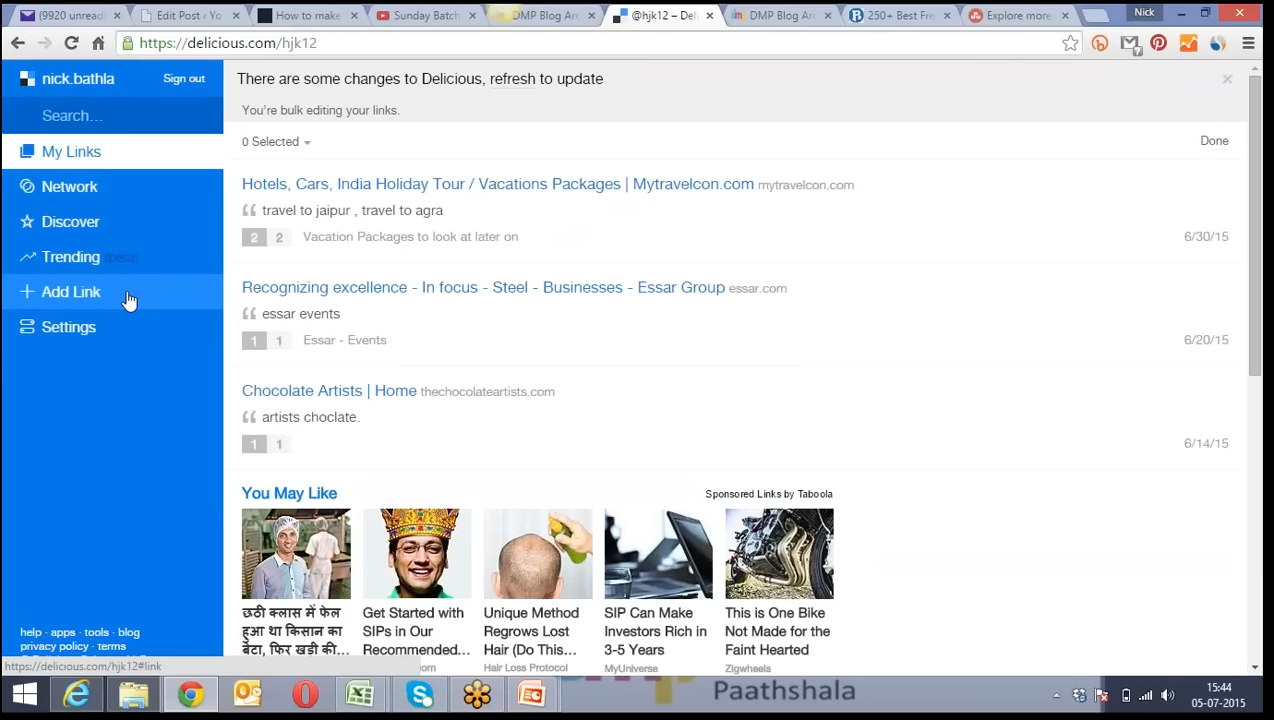 (9920 unread)
Edit Post ‹ Yo
How to make
Sunday Batch
DMP Blog Ar
@hjk12 – Deli
DMP Blog Ar
250+ Best Fre
Explore more
Nick
https://delicious.com/hjk12
nick.bathla
Sign out
Search...
My Links
Network
Discover
Trending (beta)
Add Link
Settings
There are some changes to Delicious, refresh to update
You're bulk editing your links.
0 Selected
Done
Hotels, Cars, India Holiday Tour / Vacations Packages | Mytravelcon.com mytravelcon.com
travel to jaipur , travel to agra
2 2 Vacation Packages to look at later on 6/30/15
Recognizing excellence - In focus - Steel - Businesses - Essar Group essar.com
essar events
1 1 Essar - Events 6/20/15
Chocolate Artists | Home thechocolateartists.com
artists choclate.
1 1 6/14/15
You May Like
Sponsored Links by Taboola
छठी क्लास में फेल
हुआ था किसान का
बेटा, फिर खड़ी की...
Get Started with
SIPs in Our
Recommended...
Unique Method
Regrows Lost
Hair (Do This...
Hair Loss Protocol
SIP Can Make
Investors Rich in
3-5 Years
MyUniverse
This is One Bike
Not Made for the
Faint Hearted
Zigwheels
help · apps · tools · blog
privacy policy · terms
https://delicious.com/hjk12#link
Paathshala
15:44
05-07-2015